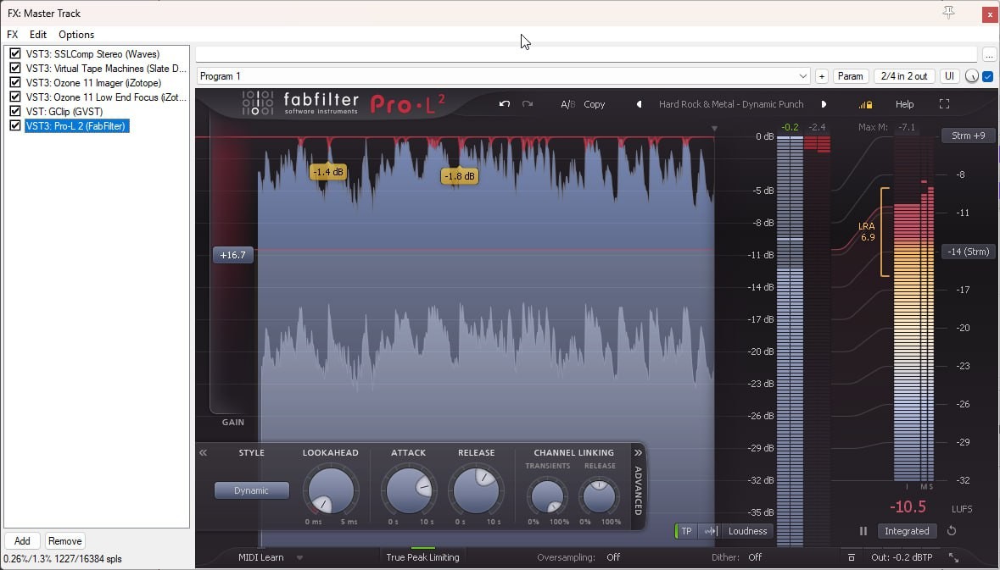 FX: Master Track
x
FX Edit Options
VST3: SSLComp Stereo (Waves)
VST3: Virtual Tape Machines (Slate D...
VST3: Ozone 11 Imager (iZotope)
VST3: Ozone 11 Low End Focus (iZot...
VST: GClip (GVST)
VST3: Pro-L 2 (FabFilter)
Add Remove
0.26%/1.3% 1227/16384 spls
...
Program 1 + Param 2/4 in 2 out UI
fabfilter
software instruments
Pro·L 2
A/B Copy Hard Rock & Metal - Dynamic Punch Help
-0.2 -2.4 Max M: -7.1
Strm +9
0 dB
-5 dB
-8 dB
-11 dB
-14 dB
-17 dB
-20 dB
-23 dB
-26 dB
-29 dB
-32 dB
-35 dB
-1.4 dB
-1.8 dB
+16.7
GAIN
LRA
6.9
-8
-11
-14 (Strm)
-17
-20
-23
-26
-29
-32
I M S
-10.5 LUFS
Integrated
« STYLE LOOKAHEAD ATTACK RELEASE CHANNEL LINKING »
TRANSIENTS RELEASE
Dynamic
0 ms 5 ms 0 s 10 s 0 s 10 s 0% 100% 0% 100%
ADVANCED
TP Loudness
MIDI Learn True Peak Limiting Oversampling: Off Dither: Off Out: -0.2 dBTP